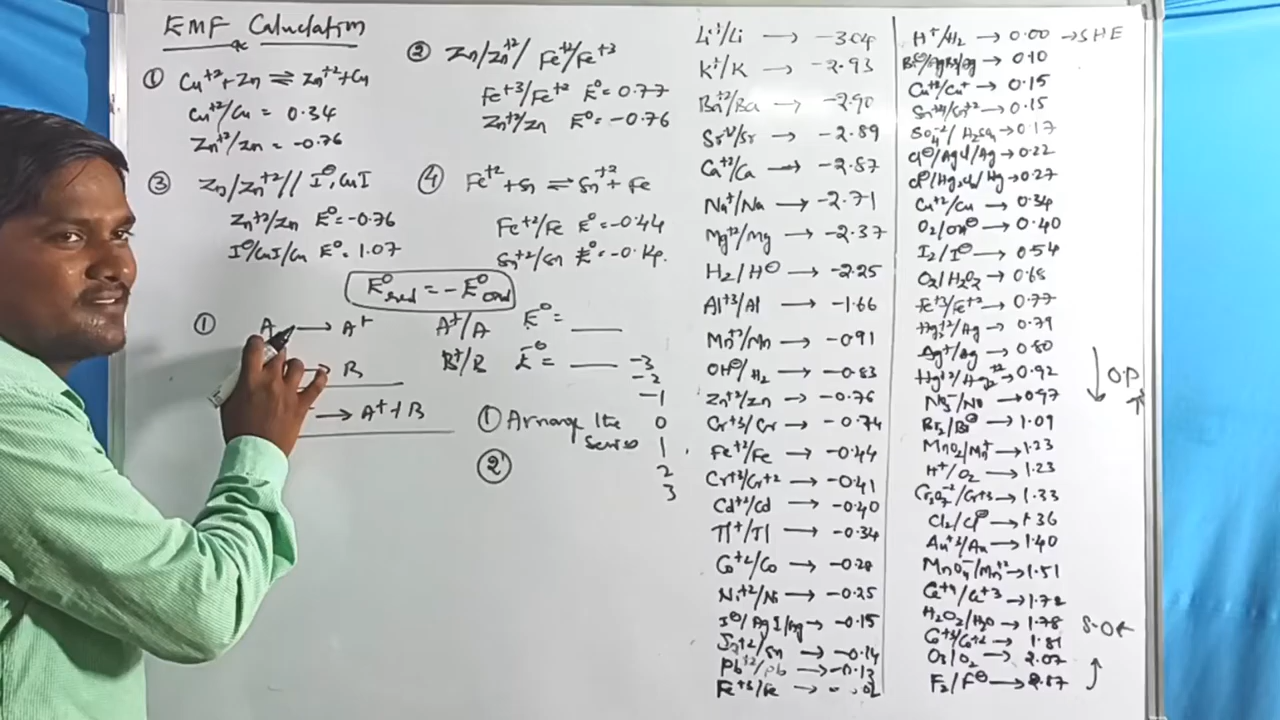 EMF Caluclation
① Cu⁺²+Zn ⇌ Zn⁺²+Cu
Cu⁺²/Cu = 0.34
Zn⁺²/Zn = -0.76
② Zn/Zn⁺²/ Fe⁺²/Fe⁺³
Fe⁺³/Fe⁺² E⁰= 0.77
Zn⁺²/Zn E⁰= -0.76
③ Zn/Zn⁺²// I⊖, CuI
Zn⁺²/Zn E⁰= -0.76
I⊖/CuI/Cu E⁰= 1.07
④ Fe⁺²+Sn ⇌ Sn⁺²+ Fe
Fe⁺²/Fe E⁰= -0.44
Sn⁺²/Sn E⁰= -0.14
E⁰red = - E⁰oxd
① A → A⁺
→ B
→ A⁺+B
A⁺/A E⁰= ___
B⁺/B E⁰= ___
① Arrange the
series
②
-3
-2
-1
0
1
2
3
Li⁺/Li → -3.04
K⁺/K → -2.93
Ba⁺²/Ba → -2.90
Sr⁺²/Sr → -2.89
Ca⁺²/Ca → -2.87
Na⁺/Na → -2.71
Mg⁺²/Mg → -2.37
H2/H⊖ → -2.25
Al⁺³/Al → -1.66
Mn⁺²/Mn → -0.91
OH⊖/H2 → -0.83
Zn⁺²/Zn → -0.76
Cr⁺³/Cr → -0.74
Fe⁺²/Fe → -0.44
Cr⁺³/Cr⁺² → -0.41
Cd⁺²/Cd → -0.40
Tl⁺/Tl → -0.34
Co⁺²/Co → -0.28
Ni⁺²/Ni → -0.25
I⊖/AgI/Ag → -0.15
Sn⁺²/Sn → -0.14
Pb⁺²/Pb → -0.13
Fe⁺³/Fe →
H⁺/H2 → 0.00 → SHE
Br⊖/AgBr/Ag → 0.10
Cu⁺²/Cu⁺ → 0.15
Sn⁺⁴/Sn⁺² → 0.15
SO4⁻²/H2SO3 → 0.17
Cl⊖/AgCl/Ag → 0.22
Cl⊖/Hg2Cl2/Hg → 0.27
Cu⁺²/Cu → 0.34
O2/OH⊖ → 0.40
I2/I⊖ → 0.54
O2/H2O2 → 0.68
Fe⁺³/Fe⁺² → 0.77
→ 0.79
Ag⁺/Ag → 0.80
Hg⁺²/Hg2⁺² → 0.92
NO3⁻/NO → 0.97
Br2/Br⊖ → 1.09
MnO2/Mn⁺ → 1.23
H⁺/O2 → 1.23
Cr2O7⁻²/Cr⁺³ → 1.33
Cl2/Cl⊖ → 1.36
Au⁺³/Au → 1.40
MnO4⁻/Mn⁺² → 1.51
Ce⁺⁴/Ce⁺³ →
H2O2/H2O → 1.78
Co⁺³/Co⁺² → 1.81
O3/O2 → 2.07
F2/F⊖ → 2.87
O.P ↑